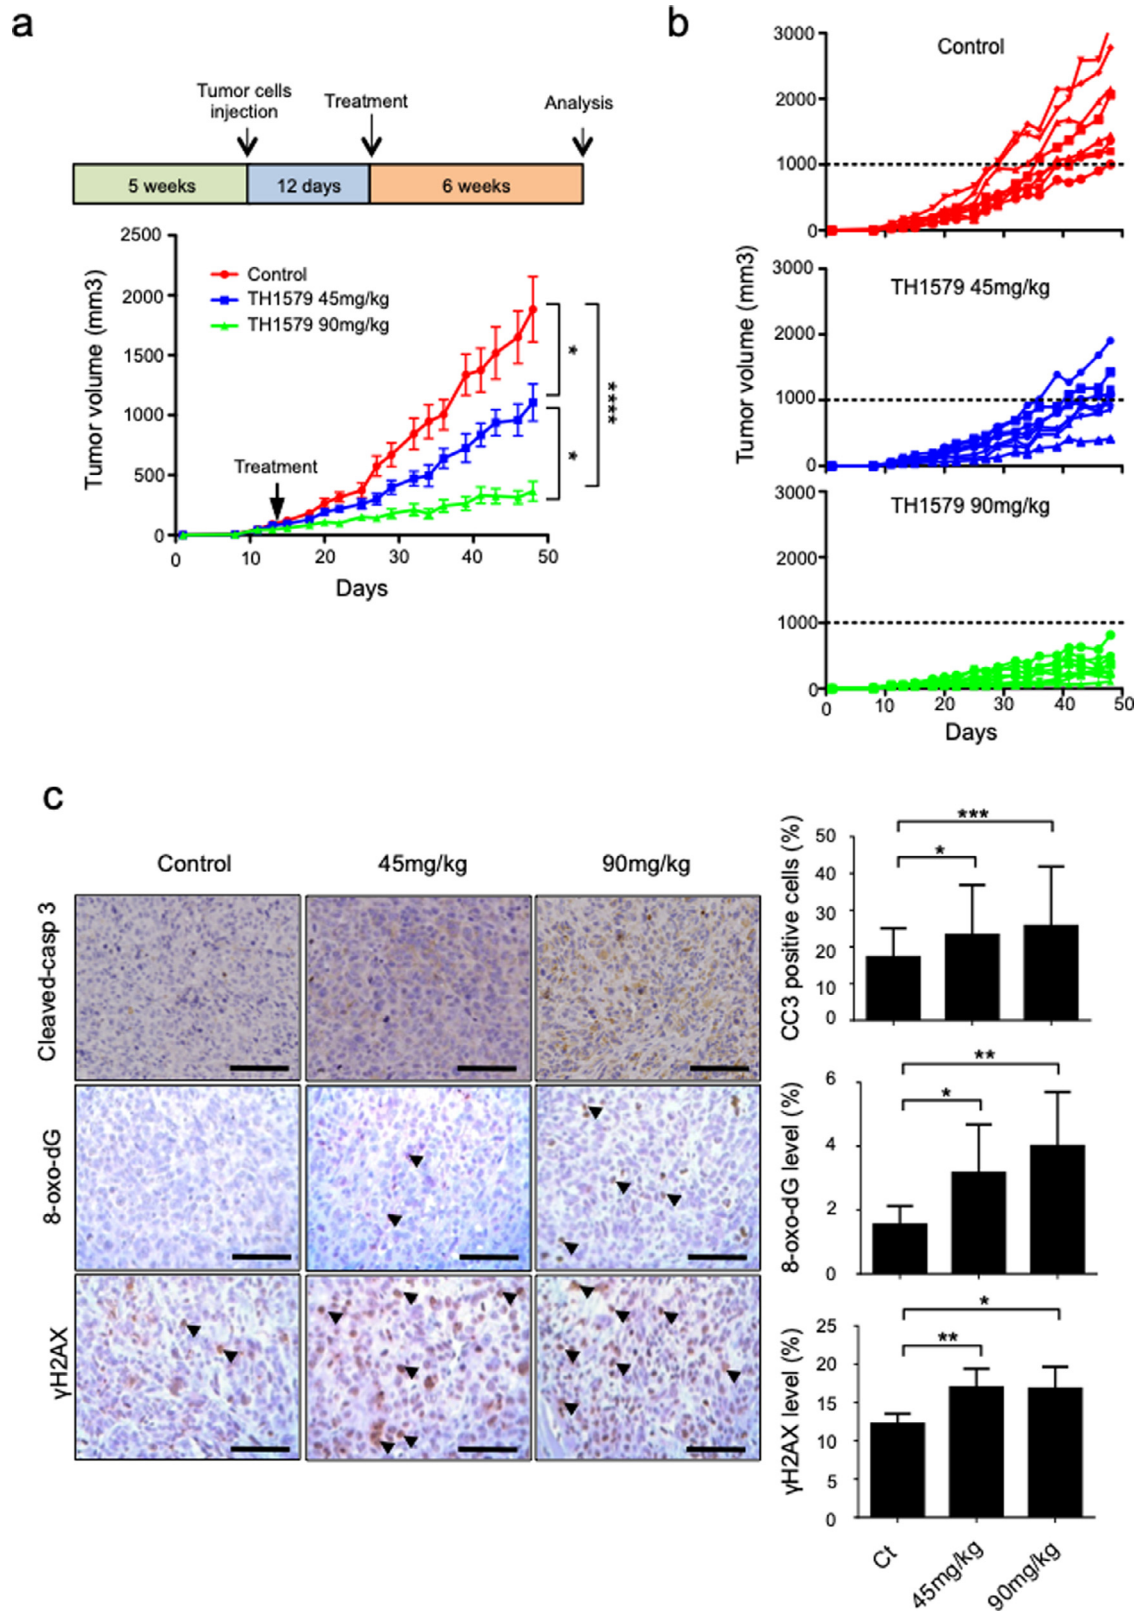 a
Tumor cells
injection
Treatment
Analysis
5 weeks
12 days
6 weeks
2500
2000
1500
1000
500
0
Tumor volume (mm3)
Control
TH1579 45mg/kg
TH1579 90mg/kg
Treatment
*
*
****
0
10
20
30
40
50
Days
b
3000
2000
1000
0
Control
3000
2000
1000
0
TH1579 45mg/kg
Tumor volume (mm3)
3000
2000
1000
0
TH1579 90mg/kg
0
10
20
30
40
50
Days
c
Control
45mg/kg
90mg/kg
Cleaved-casp 3
8-oxo-dG
γH2AX
CC3 positive cells (%)
50
40
30
20
10
0
***
*
8-oxo-dG level (%)
6
4
2
0
**
*
γH2AX level (%)
25
20
15
10
5
0
*
**
Ct
45mg/kg
90mg/kg